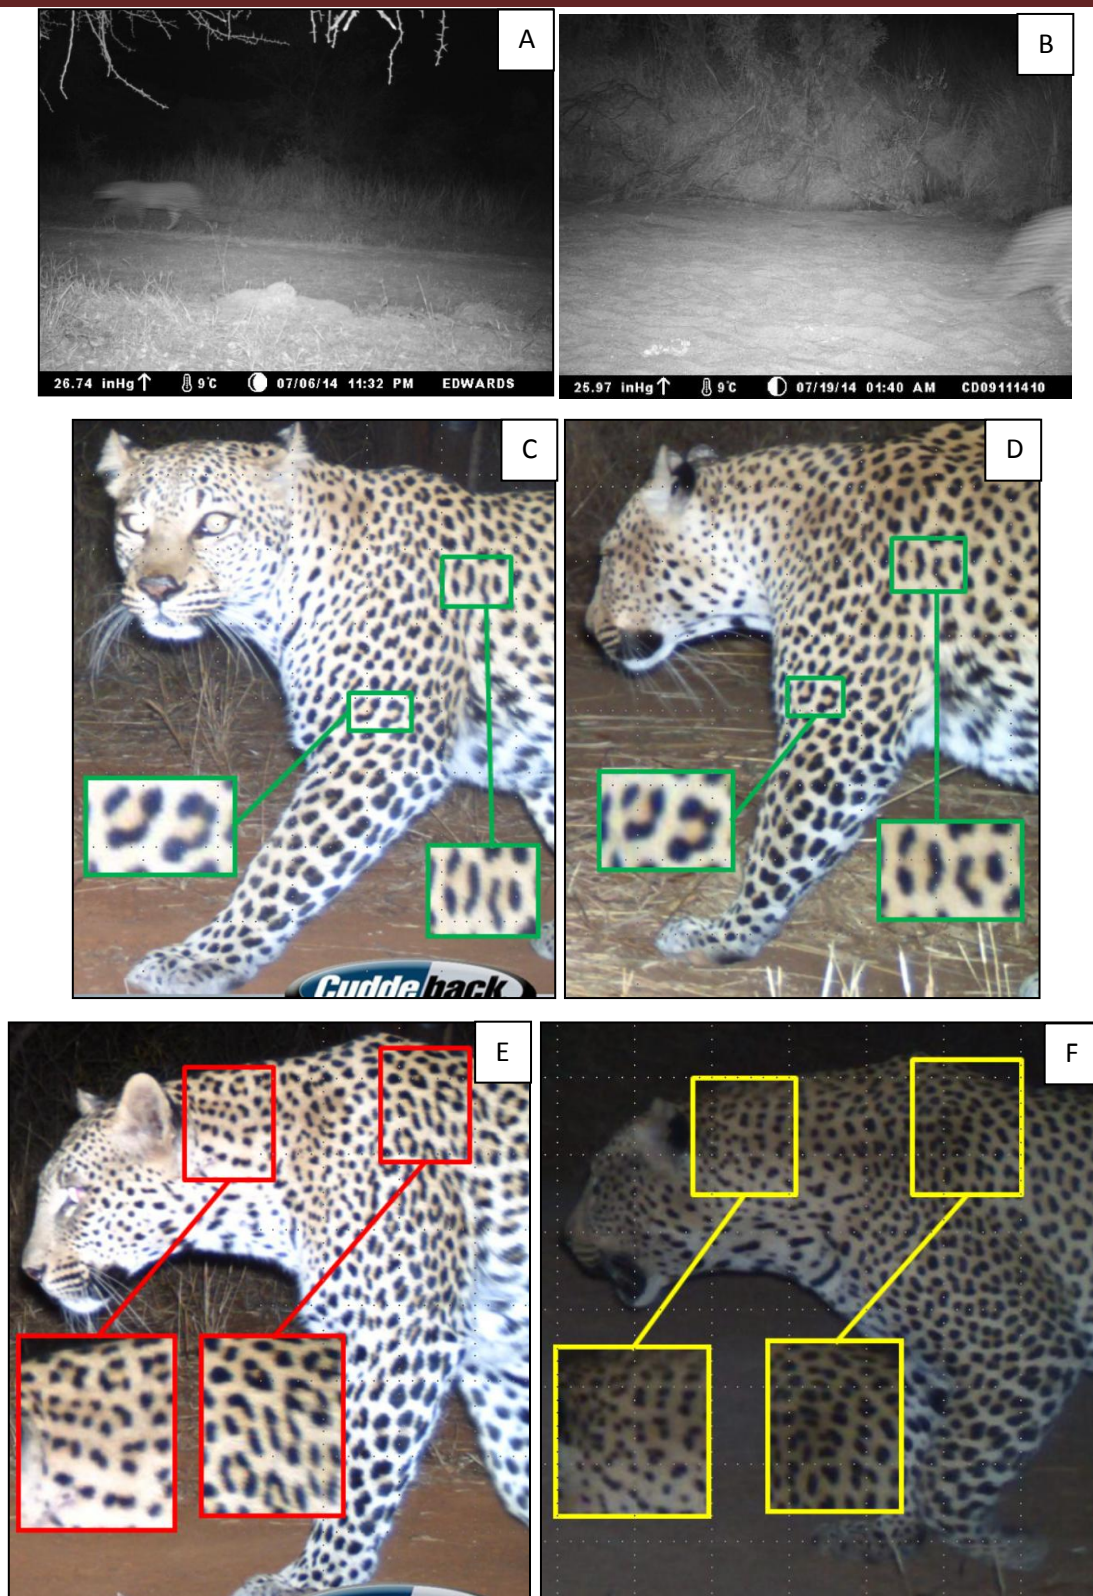 A
B
26.74 inHg↑ 9°C 07/06/14 11:32 PM EDWARDS
25.97 inHg↑ 9°C 07/19/14 01:40 AM CD09111410
C
D
Cuddeback
E
F